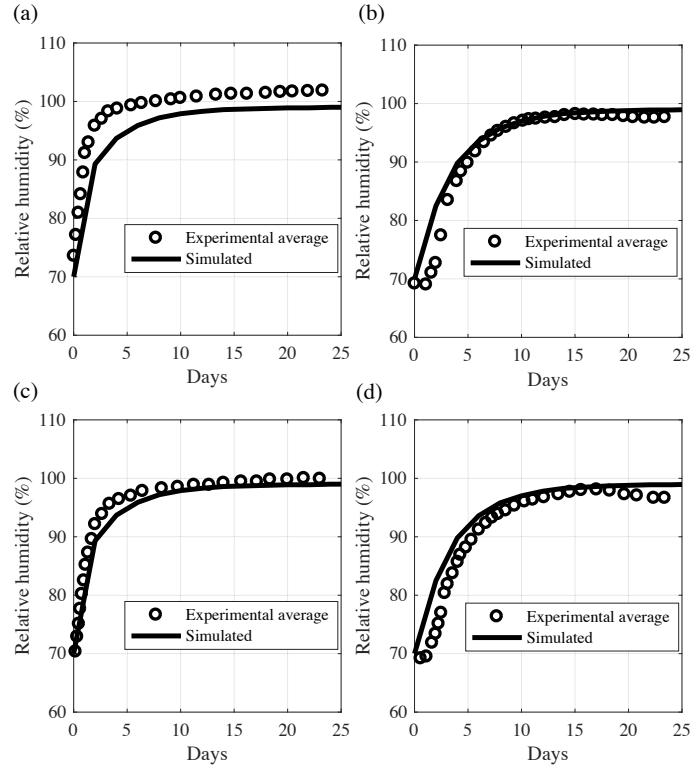 (a)
110
100
90
80
70
60
Relative humidity (%)
Experimental average
Simulated
0 5 10 15 20 25
Days
(b)
110
100
90
80
70
60
Relative humidity (%)
Experimental average
Simulated
0 5 10 15 20 25
Days
(c)
110
100
90
80
70
60
Relative humidity (%)
Experimental average
Simulated
0 5 10 15 20 25
Days
(d)
110
100
90
80
70
60
Relative humidity (%)
Experimental average
Simulated
0 5 10 15 20 25
Days